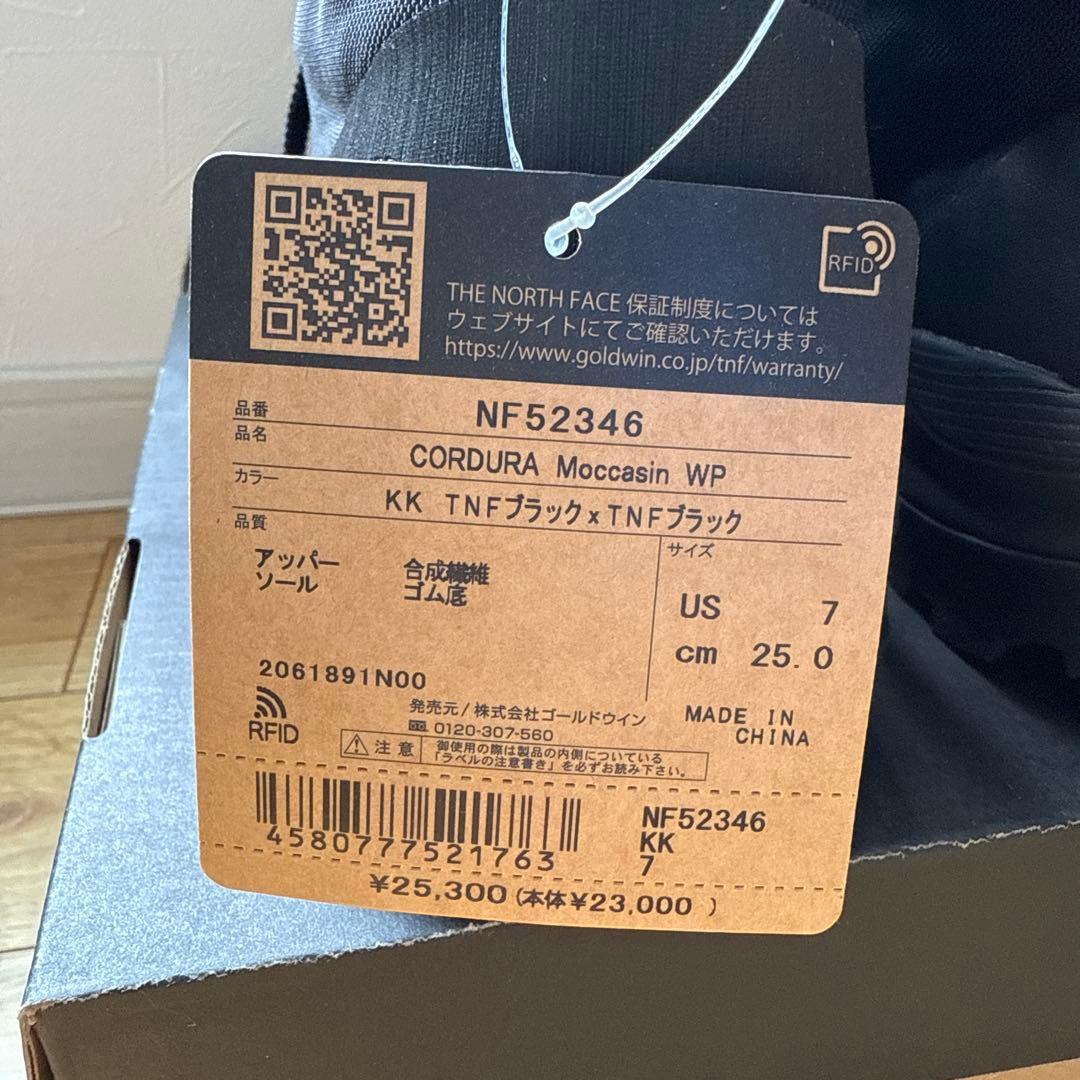 THE NORTH FACE 保証制度については
ウェブサイトにてご確認いただけます。
https://www.goldwin.co.jp/tnf/warranty/
RFID
品番 NF52346
品名 CORDURA Moccasin WP
カラー KK TNFブラックxTNFブラック
品質
アッパー 合成繊維
ソール ゴム底
サイズ
US 7
cm 25.0
2061891N00
RFID
発売元/株式会社ゴールドウイン
0120-307-560
MADE IN
CHINA
注意
御使用の際は製品の内側についている
「ラベルの注意書き」を必ずお読み下さい。
4580777521763
NF52346
KK
7
¥25,300(本体¥23,000 )